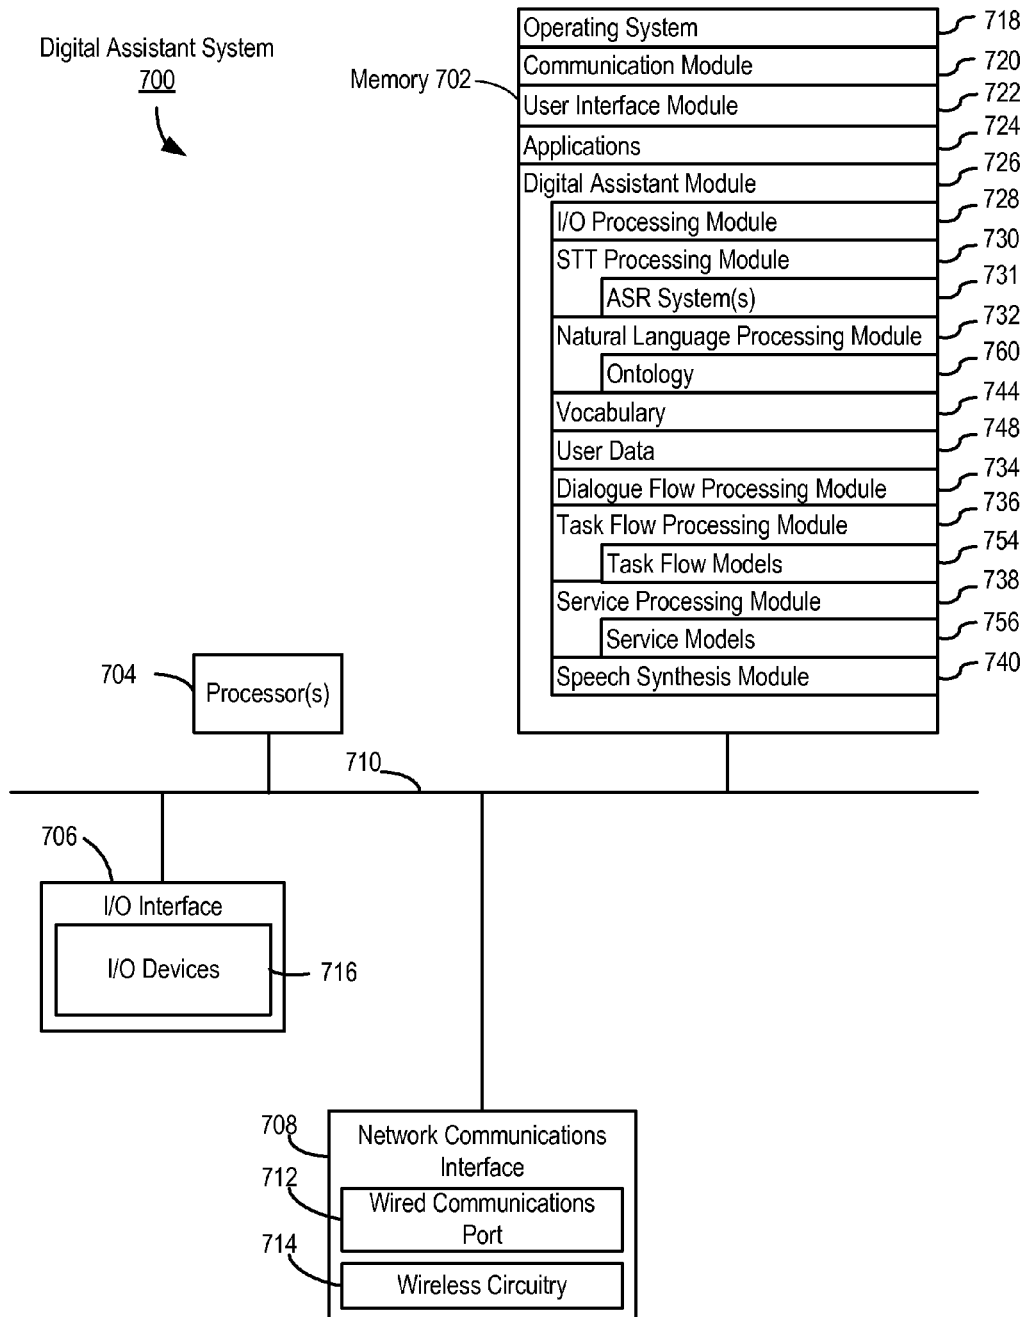 Digital Assistant System
700
Memory 702
Operating System
718
Communication Module
720
User Interface Module
722
Applications
724
Digital Assistant Module
726
I/O Processing Module
728
STT Processing Module
730
ASR System(s)
731
Natural Language Processing Module
732
Ontology
760
Vocabulary
744
User Data
748
Dialogue Flow Processing Module
734
Task Flow Processing Module
736
Task Flow Models
754
Service Processing Module
738
Service Models
756
Speech Synthesis Module
740
704
Processor(s)
710
706
I/O Interface
I/O Devices
716
708
Network Communications
Interface
712
Wired Communications
Port
714
Wireless Circuitry